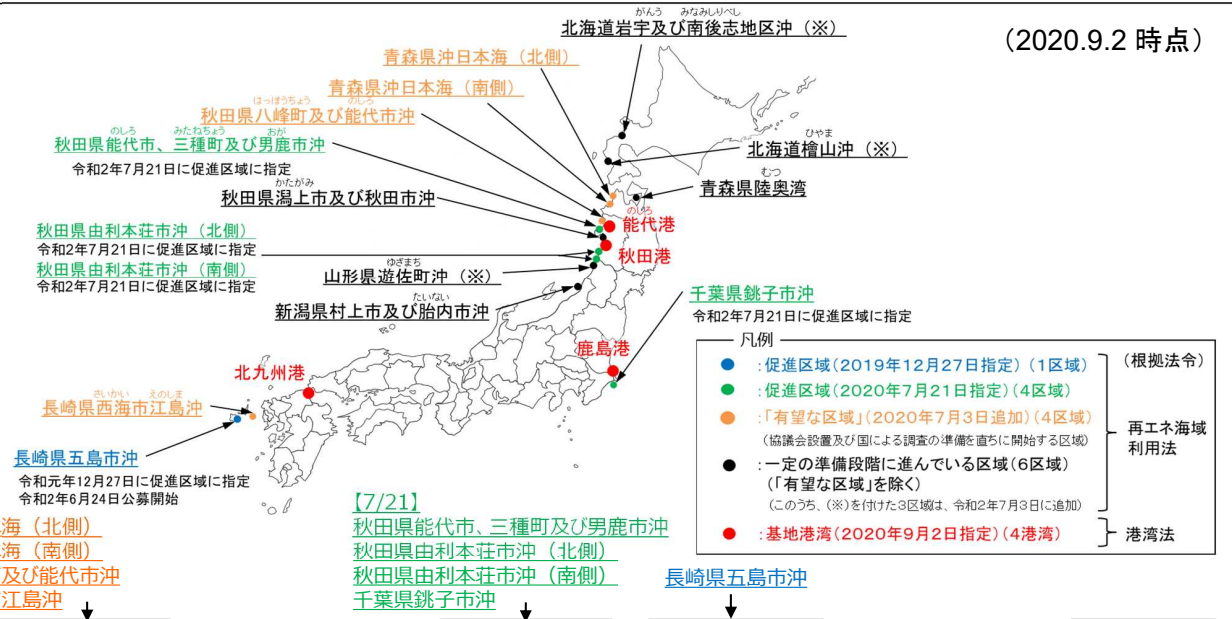 (2020.9.2 時点)
がんう みなみしりべし
北海道岩宇及び南後志地区沖（※）
青森県沖日本海（北側）
青森県沖日本海（南側）
はっぽうちょう のしろ
秋田県八峰町及び能代市沖
のしろ みたねちょう おが
秋田県能代市、三種町及び男鹿市沖
令和2年7月21日に促進区域に指定
ひやま
北海道檜山沖（※）
むつ
青森県陸奥湾
かたがみ
秋田県潟上市及び秋田市沖
のしろ
能代港
秋田港
秋田県由利本荘市沖（北側）
令和2年7月21日に促進区域に指定
秋田県由利本荘市沖（南側）
令和2年7月21日に促進区域に指定
ゆざまち
山形県遊佐町沖（※）
たいない
新潟県村上市及び胎内市沖
千葉県銚子市沖
令和2年7月21日に促進区域に指定
鹿島港
北九州港
さいかい えのしま
長崎県西海市江島沖
長崎県五島市沖
令和元年12月27日に促進区域に指定
令和2年6月24日公募開始
凡例
：促進区域（2019年12月27日指定）（1区域）
（根拠法令）
：促進区域（2020年7月21日指定）（4区域）
：「有望な区域」（2020年7月3日追加）（4区域）
（協議会設置及び国による調査の準備を直ちに開始する区域）
再エネ海域
利用法
：一定の準備段階に進んでいる区域（6区域）
（「有望な区域」を除く）
（このうち、（※）を付けた3区域は、令和2年7月3日に追加）
：基地港湾（2020年9月2日指定）（4港湾）
港湾法
海（北側）
海（南側）
及び能代市沖
江島沖
【7/21】
秋田県能代市、三種町及び男鹿市沖
秋田県由利本荘市沖（北側）
秋田県由利本荘市沖（南側）
千葉県銚子市沖
長崎県五島市沖